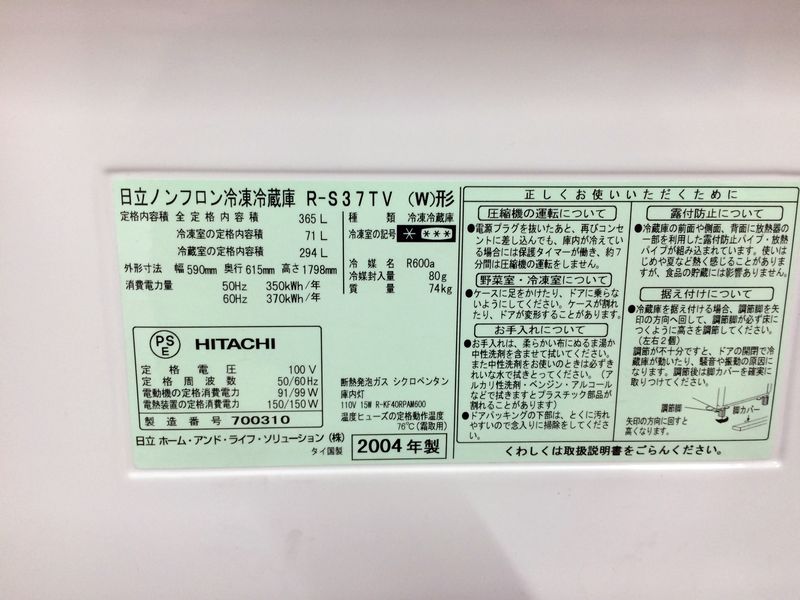 日立ノンフロン冷凍冷蔵庫 R-S37TV (W)形
定格内容積 全定格内容積 365 L
冷凍室の定格内容積 71 L
冷蔵室の定格内容積 294 L
外形寸法 幅590mm 奥行615mm 高さ1798mm
消費電力量 50Hz 350kWh/年
60Hz 370kWh/年
種類 冷凍冷蔵庫
冷凍室の記号 * ***
冷媒名 R600a
冷媒封入量 80g
質量 74kg
PS
E
HITACHI
定格電圧 100 V
定格周波数 50/60Hz
電動機の定格消費電力 91/99 W
電熱装置の定格消費電力 150/150 W
製造番号 700310
断熱発泡ガス シクロペンタン
庫内灯
110V 15W R-KF40RPAM600
温度ヒューズの定格動作温度
76℃(霜取用)
日立 ホーム・アンド・ライフ・ソリューション(株)
タイ国製
2004年製
正しくお使いいただくために
圧縮機の運転について
●電源プラグを抜いたあと、再びコンセ
ントに差し込んでも、庫内が冷えてい
る場合には保護タイマーが働き、約7
分間は圧縮機の運転をしません。
野菜室・冷凍室について
●ケースに足をかけたり、ドアに乗らな
いようにしてください。ケースが割れ
たり、ドアが変形することがあります。
お手入れについて
●お手入れは、柔らかい布にぬるま湯か
中性洗剤を含ませて拭いてください。
また中性洗剤をお使いのときは必ずき
れいな水で拭きとってください。(ア
ルカリ性洗剤・ベンジン・アルコール
などで拭きますとプラスチック部品が
割れることがあります)
●ドアパッキングの下部は、とくに汚れ
やすいので念入りに掃除をしてくださ
い。
露付防止について
●冷蔵庫の前面や側面、背面に放熱器の
一部を利用した露付防止パイプ・放熱
パイプが組み込まれています。使いは
じめや夏など熱く感じることがありま
すが、食品の貯蔵には影響ありません。
据え付けについて
●冷蔵庫を据え付ける場合、調節脚を矢
印の方向へ回して、調節脚が必ず床に
つくように高さを調節してください。
(左右2個)
調節が不十分ですと、ドアの開閉で冷
蔵庫が動いたり、騒音や振動の原因に
なります。調節後は脚カバーを確実に
取りつけてください。
調節脚
脚カバー
矢印の方向に回すと
高くなります。
くわしくは取扱説明書をごらんください。